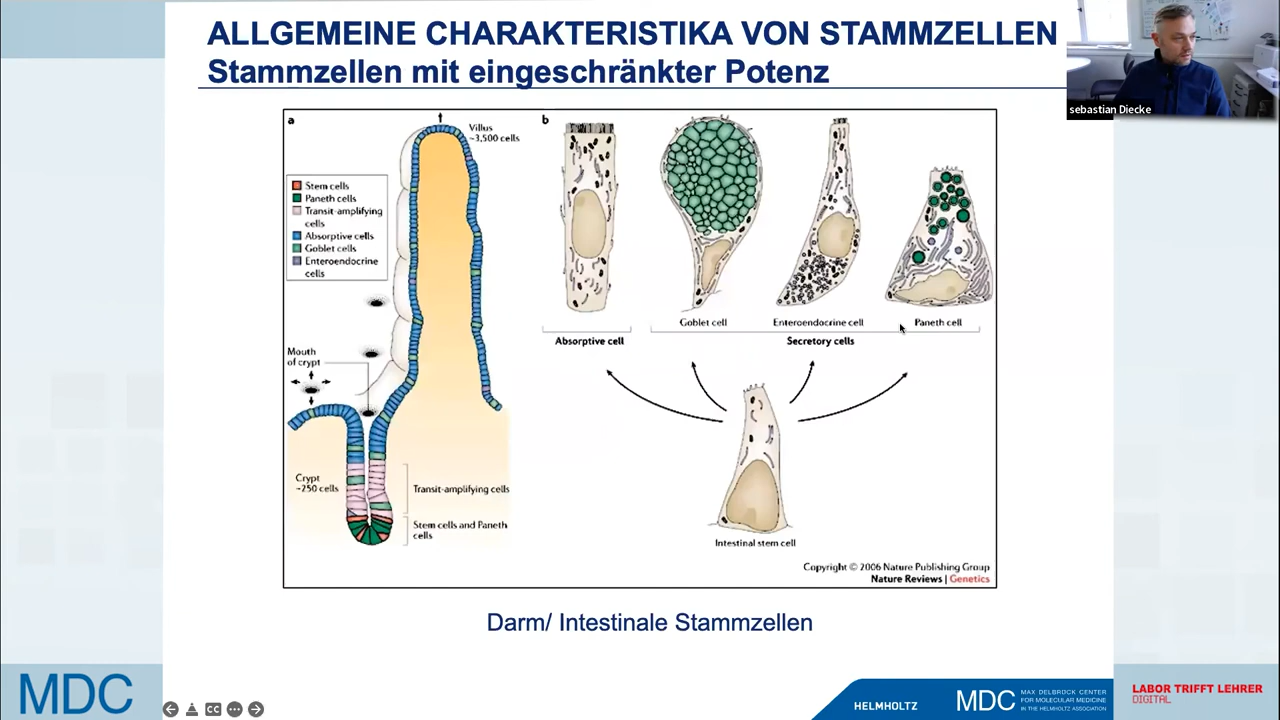 ALLGEMEINE CHARAKTERISTIKA VON STAMMZELLEN
Stammzellen mit eingeschränkter Potenz
sebastian Diecke
a
Villus
~3,500 cells
Stem cells
Paneth cells
Transit-amplifying
cells
Absorptive cells
Goblet cells
Enteroendocrine
cells
Mouth
of crypt
Crypt
~250 cells
Transit-amplifying cells
Stem cells and Paneth
cells
b
Goblet cell
Enteroendocrine cell
Paneth cell
Absorptive cell
Secretory cells
Intestinal stem cell
Copyright © 2006 Nature Publishing Group
Nature Reviews | Genetics
Darm/ Intestinale Stammzellen
MDC
CC
HELMHOLTZ
MDC
MAX DELBRÜCK CENTER
FOR MOLECULAR MEDICINE
IN THE HELMHOLTZ ASSOCIATION
LABOR TRIFFT LEHRER
DIGITAL